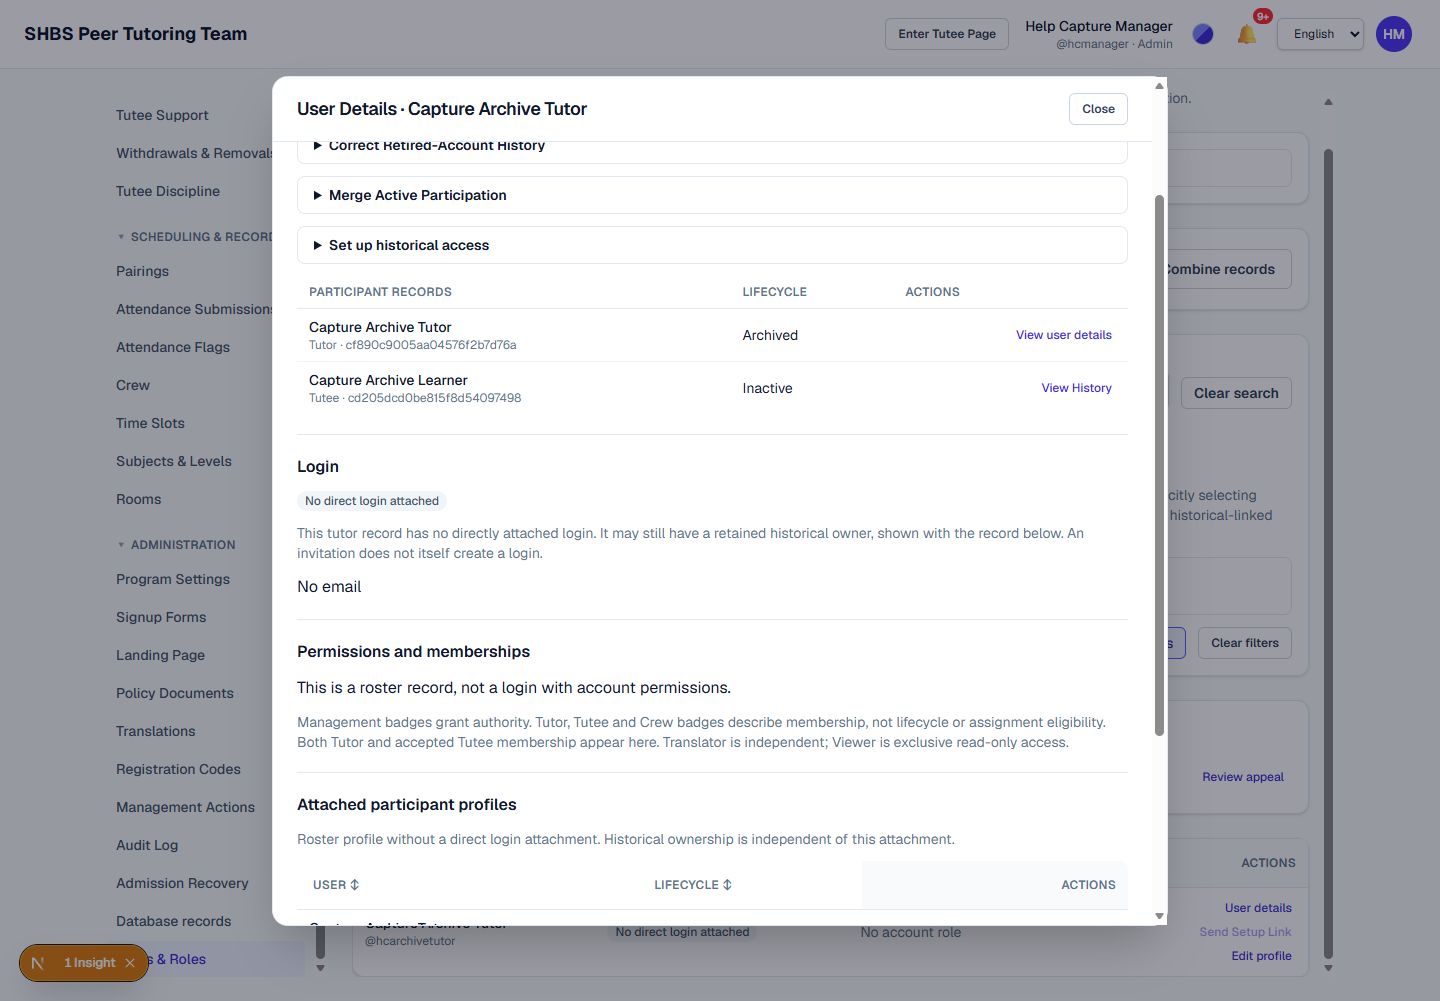 SHBS Peer Tutoring Team
Enter Tutee Page
Help Capture Manager
@hcmanager · Admin
9+
English
HM
Tutee Support
Withdrawals & Removals
Tutee Discipline
SCHEDULING & RECORD
Pairings
Attendance Submissions
Attendance Flags
Crew
Time Slots
Subjects & Levels
Rooms
ADMINISTRATION
Program Settings
Signup Forms
Landing Page
Policy Documents
Translations
Registration Codes
Management Actions
Audit Log
Admission Recovery
Database records
s & Roles
N 1 Insight ×
User Details · Capture Archive Tutor
Close
Correct Retired-Account History
Merge Active Participation
Set up historical access
PARTICIPANT RECORDS LIFECYCLE ACTIONS
Capture Archive Tutor
Tutor · cf890c9005aa04576f2b7d76a
Archived
View user details
Capture Archive Learner
Tutee · cd205dcd0be815f8d54097498
Inactive
View History
Login
No direct login attached
This tutor record has no directly attached login. It may still have a retained historical owner, shown with the record below. An
invitation does not itself create a login.
No email
Permissions and memberships
This is a roster record, not a login with account permissions.
Management badges grant authority. Tutor, Tutee and Crew badges describe membership, not lifecycle or assignment eligibility.
Both Tutor and accepted Tutee membership appear here. Translator is independent; Viewer is exclusive read-only access.
Attached participant profiles
Roster profile without a direct login attachment. Historical ownership is independent of this attachment.
USER LIFECYCLE ACTIONS
tion.
Combine records
Clear search
citly selecting
historical-linked
s
Clear filters
Review appeal
ACTIONS
@hcarchivetutor
No direct login attached
No account role
User details
Send Setup Link
Edit profile